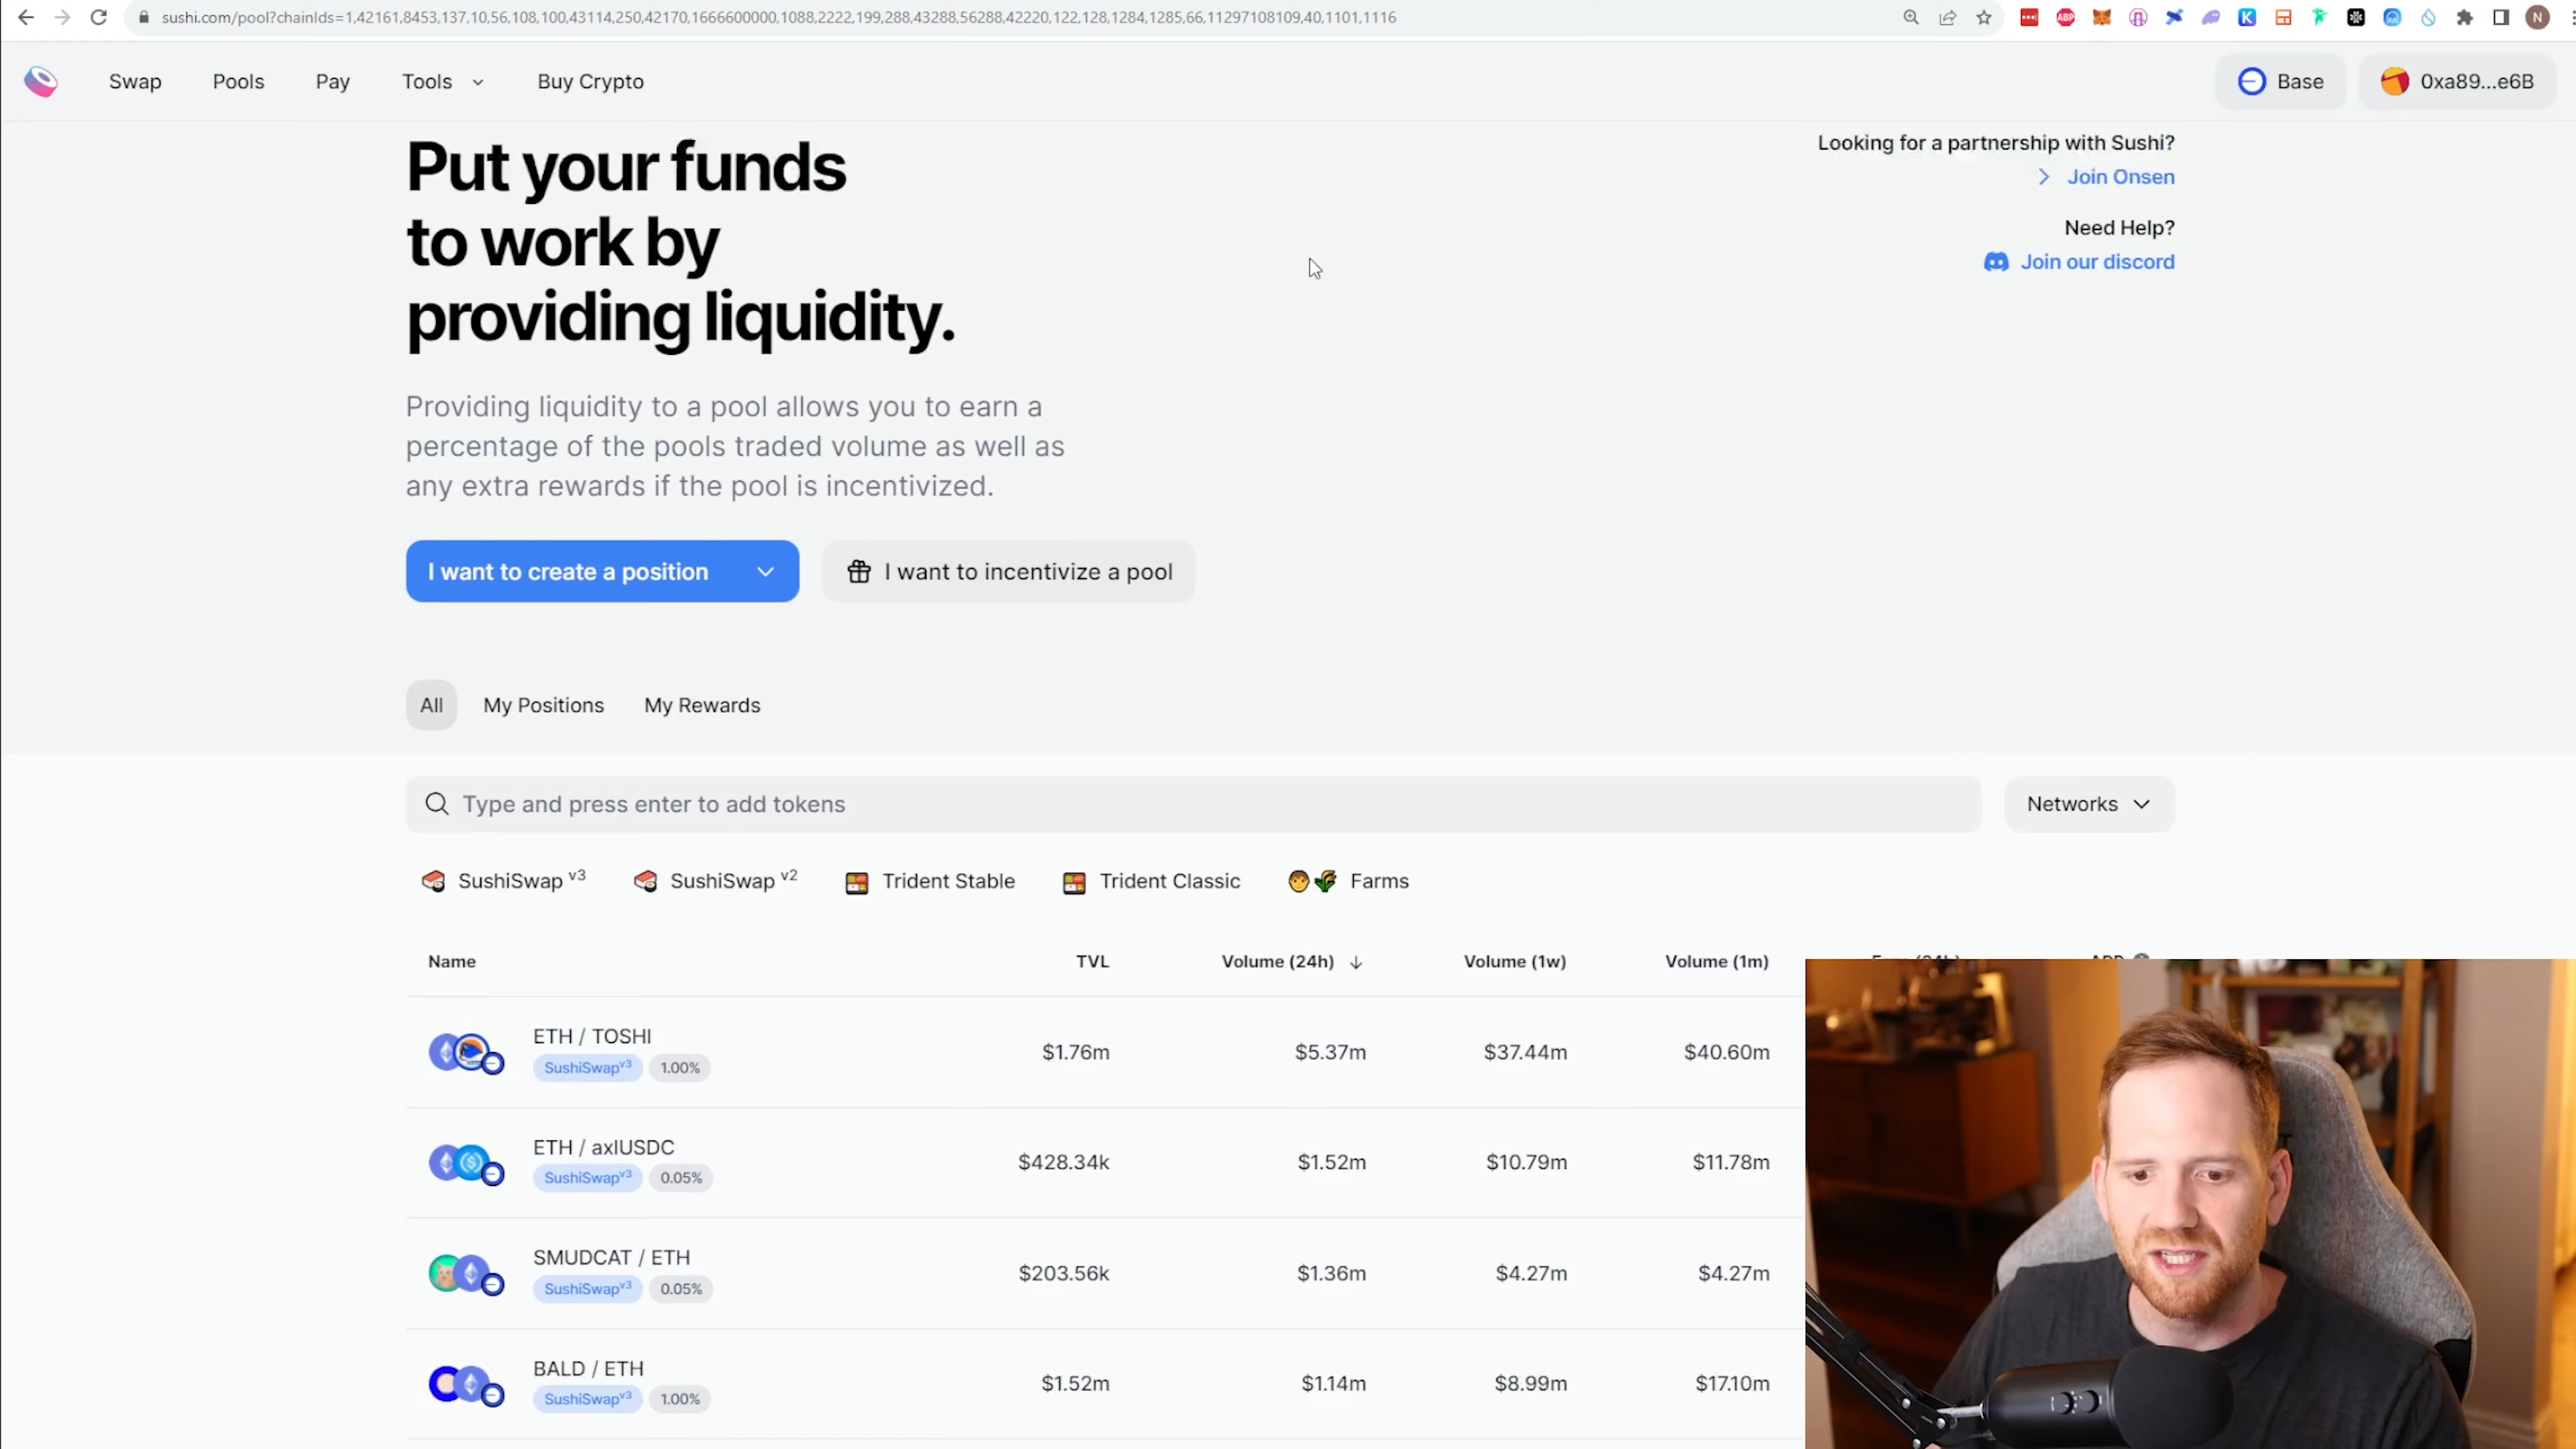 sushi.com/pool?chainIds=1,42161,8453,137,10,56,108,100,43114,250,42170,1666600000,1088,2222,199,288,43288,56288,42220,122,128,1284,1285,66,11297108109,40,1101,1116
ABP
K
N
Swap Pools Pay Tools Buy Crypto Base 0xa89...e6B
Put your funds
to work by
providing liquidity.
Looking for a partnership with Sushi?
Join Onsen
Need Help?
Join our discord
Providing liquidity to a pool allows you to earn a
percentage of the pools traded volume as well as
any extra rewards if the pool is incentivized.
I want to create a position I want to incentivize a pool
All My Positions My Rewards
Type and press enter to add tokens Networks
SushiSwap v3 SushiSwap v2 Trident Stable Trident Classic Farms
Name TVL Volume (24h) Volume (1w) Volume (1m)
ETH / TOSHI
SushiSwap v3 1.00% $1.76m $5.37m $37.44m $40.60m
ETH / axlUSDC
SushiSwap v3 0.05% $428.34k $1.52m $10.79m $11.78m
SMUDCAT / ETH
SushiSwap v3 0.05% $203.56k $1.36m $4.27m $4.27m
BALD / ETH
SushiSwap v3 1.00% $1.52m $1.14m $8.99m $17.10m